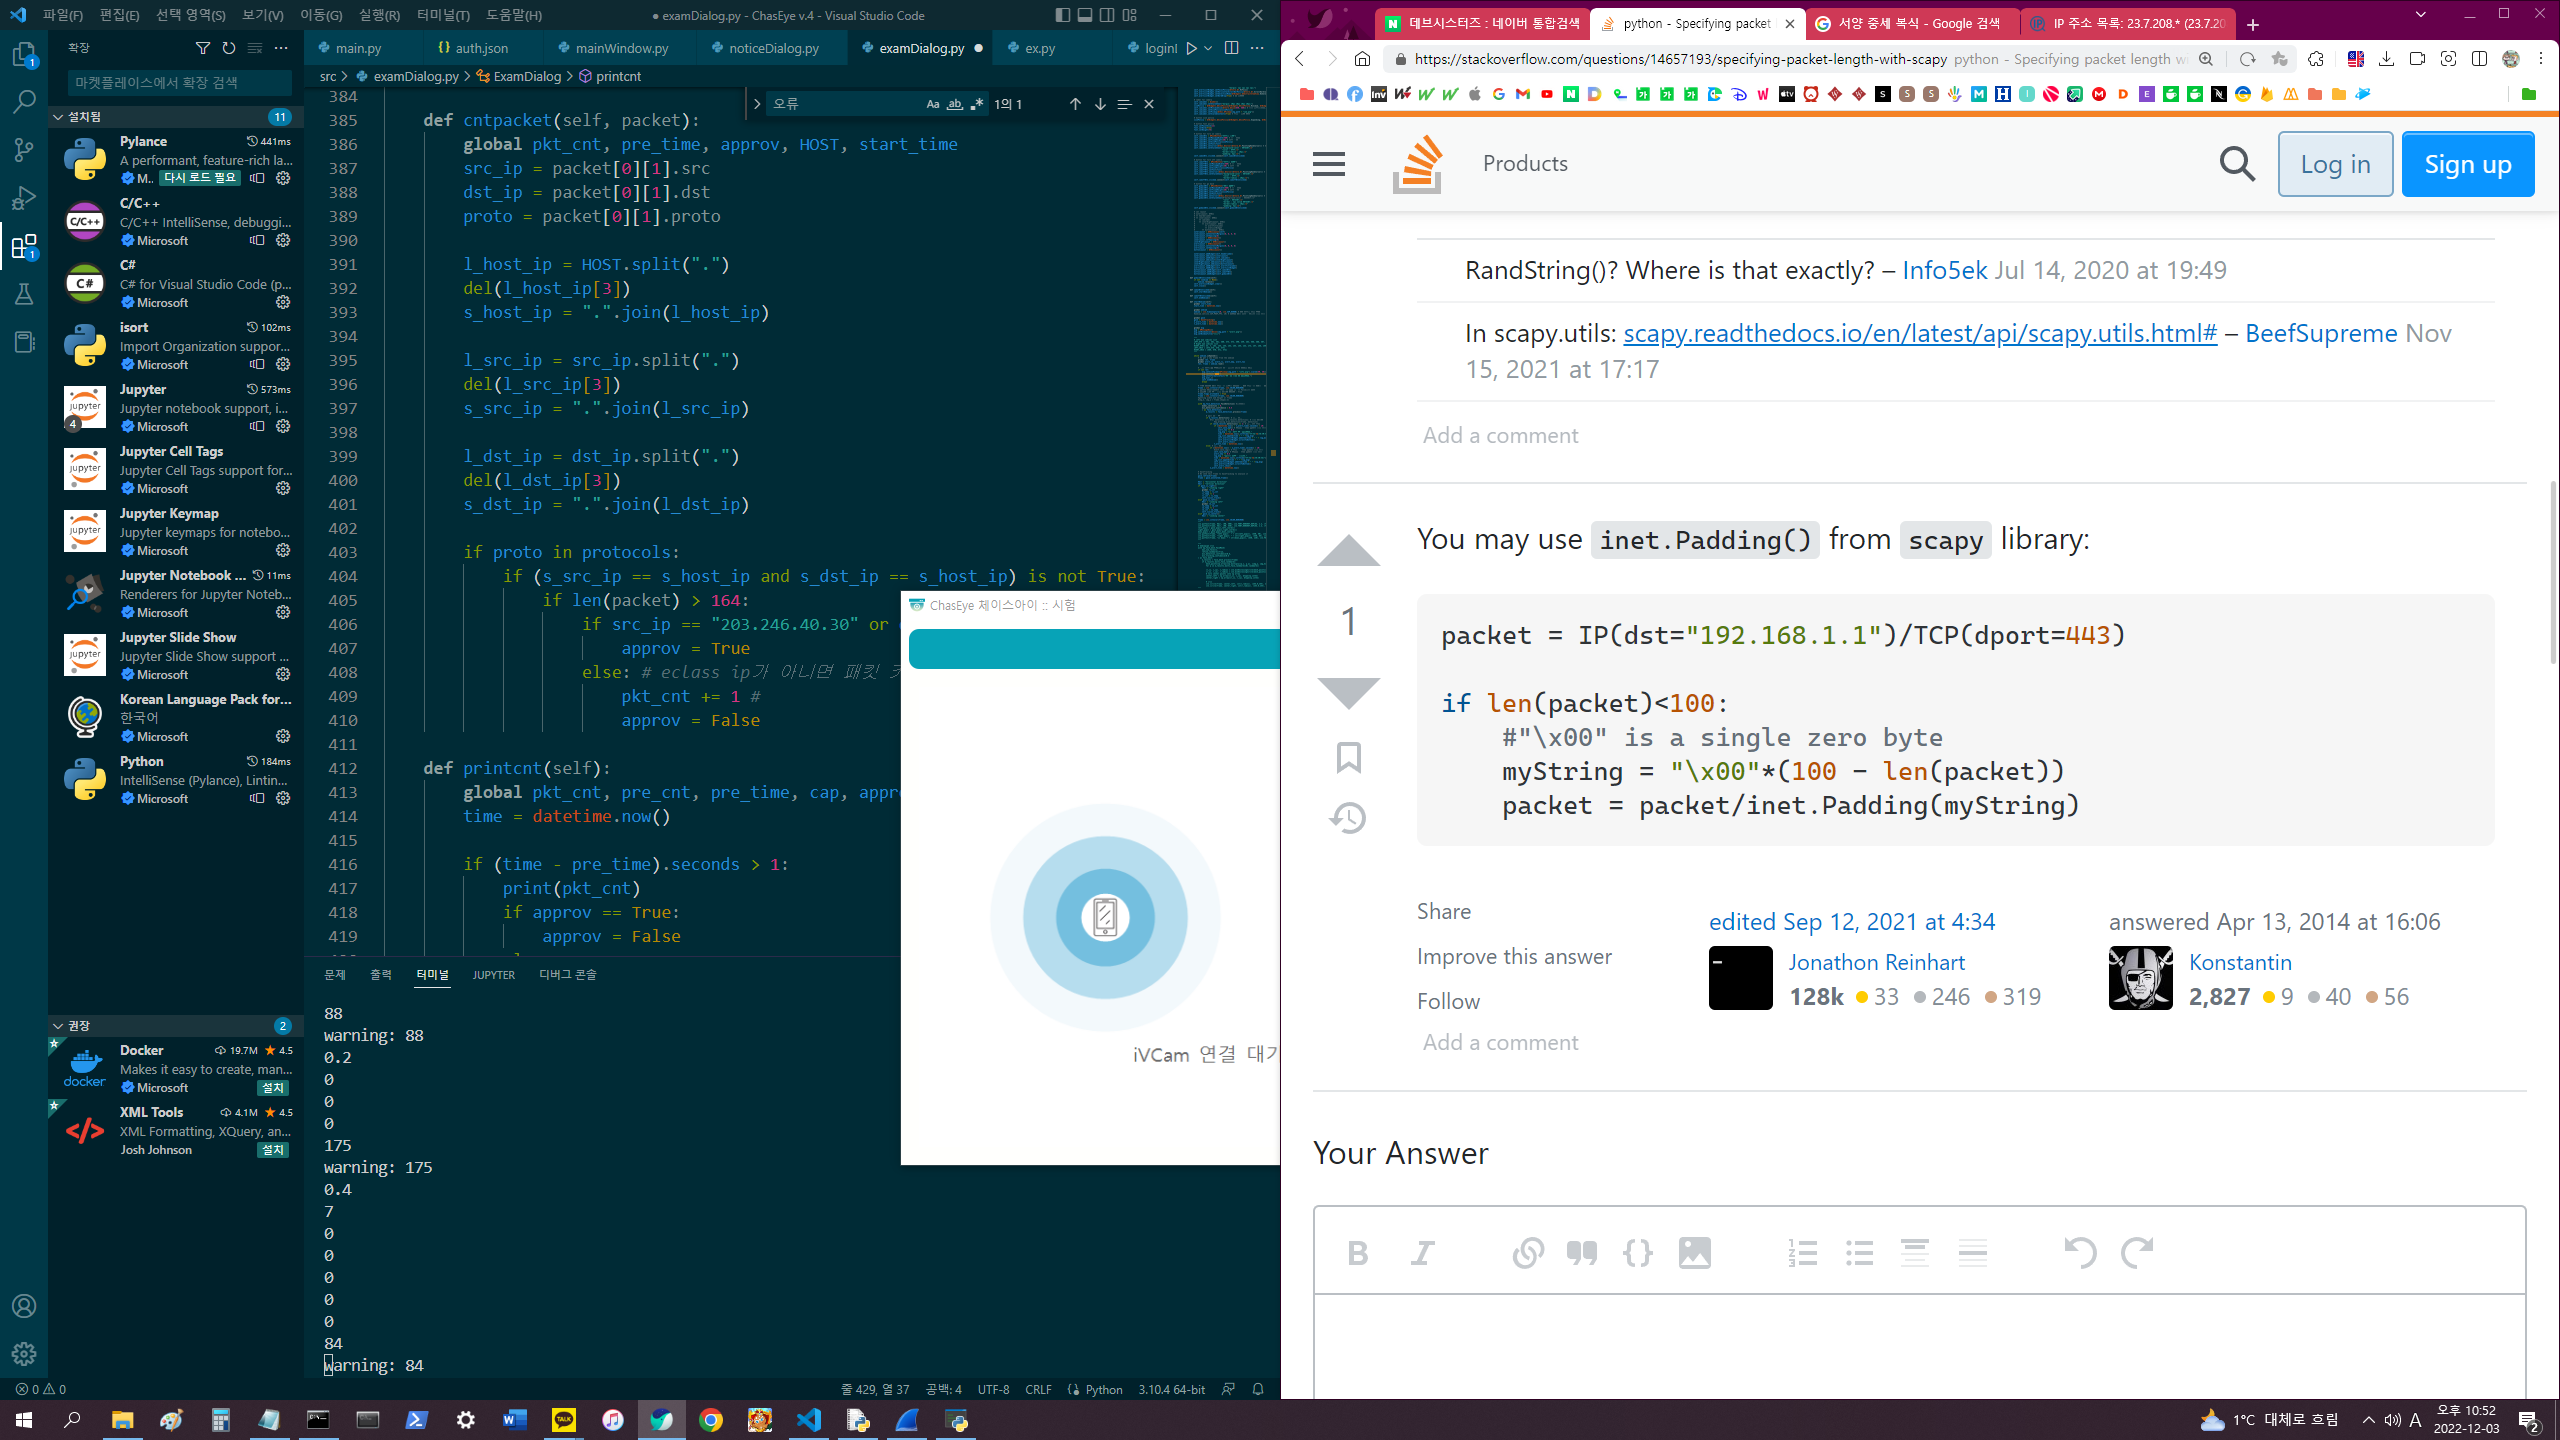 파일(F) 편집(E) 선택 영역(S) 보기(V) 이동(G) 실행(R) 터미널(T) 도움말(H)
● examDialog.py - ChasEye v.4 - Visual Studio Code
확장
마켓플레이스에서 확장 검색
설치됨 11
Pylance 441ms
A performant, feature-rich la...
M.. 다시 로드 필요
C/C++
C/C++ IntelliSense, debuggi...
Microsoft
C#
C# for Visual Studio Code (p...
Microsoft
isort 102ms
Import Organization suppor...
Microsoft
Jupyter 573ms
Jupyter notebook support, i...
Microsoft
Jupyter Cell Tags
Jupyter Cell Tags support for...
Microsoft
Jupyter Keymap
Jupyter keymaps for notebo...
Microsoft
Jupyter Notebook ... 11ms
Renderers for Jupyter Noteb...
Microsoft
Jupyter Slide Show
Jupyter Slide Show support ...
Microsoft
Korean Language Pack for...
한국어
Microsoft
Python 184ms
IntelliSense (Pylance), Lintin...
Microsoft
권장 2
Docker 19.7M 4.5
Makes it easy to create, man...
Microsoft 설치
XML Tools 4.1M 4.5
XML Formatting, XQuery, an...
Josh Johnson 설치
main.py auth.json mainWindow.py noticeDialog.py examDialog.py ex.py loginI
src > examDialog.py > ExamDialog > printcnt
오류 1의 1
384
385 def cntpacket(self, packet):
386 global pkt_cnt, pre_time, approv, HOST, start_time
387 src_ip = packet[0][1].src
388 dst_ip = packet[0][1].dst
389 proto = packet[0][1].proto
390
391 l_host_ip = HOST.split(".")
392 del(l_host_ip[3])
393 s_host_ip = ".".join(l_host_ip)
394
395 l_src_ip = src_ip.split(".")
396 del(l_src_ip[3])
397 s_src_ip = ".".join(l_src_ip)
398
399 l_dst_ip = dst_ip.split(".")
400 del(l_dst_ip[3])
401 s_dst_ip = ".".join(l_dst_ip)
402
403 if proto in protocols:
404 if (s_src_ip == s_host_ip and s_dst_ip == s_host_ip) is not True:
405 if len(packet) > 164:
406 if src_ip == "203.246.40.30" or
407 approv = True
408 else: # eclass ip가 아니면 패킷
409 pkt_cnt += 1 #
410 approv = False
411
412 def printcnt(self):
413 global pkt_cnt, pre_cnt, pre_time, cap, appr
414 time = datetime.now()
415
416 if (time - pre_time).seconds > 1:
417 print(pkt_cnt)
418 if approv == True:
419 approv = False
문제 출력 터미널 JUPYTER 디버그 콘솔
88
warning: 88
0.2
0
0
0
175
warning: 175
0.4
7
0
0
0
0
0
84
warning: 84
0 0 줄 429, 열 37 공백: 4 UTF-8 CRLF Python 3.10.4 64-bit
ChasEye 체이스아이 :: 시험
iVCam 연결 대기
데브시스터즈 : 네이버 통합검색
python - Specifying packet
서양 중세 복식 - Google 검색
IP 주소 목록: 23.7.208.* (23.7.20
https://stackoverflow.com/questions/14657193/specifying-packet-length-with-scapy python - Specifying packet length w
Products
Log in
Sign up
RandString()? Where is that exactly? – Info5ek Jul 14, 2020 at 19:49
In scapy.utils: scapy.readthedocs.io/en/latest/api/scapy.utils.html# – BeefSupreme Nov
15, 2021 at 17:17
Add a comment
1
You may use inet.Padding() from scapy library:
packet = IP(dst="192.168.1.1")/TCP(dport=443)
if len(packet)<100:
#"\x00" is a single zero byte
myString = "\x00"*(100 - len(packet))
packet = packet/inet.Padding(myString)
Share
Improve this answer
Follow
edited Sep 12, 2021 at 4:34
Jonathon Reinhart
128k 33 246 319
answered Apr 13, 2014 at 16:06
Konstantin
2,827 9 40 56
Add a comment
Your Answer
1°C 대체로 흐림
A
오후 10:52
2022-12-03
2